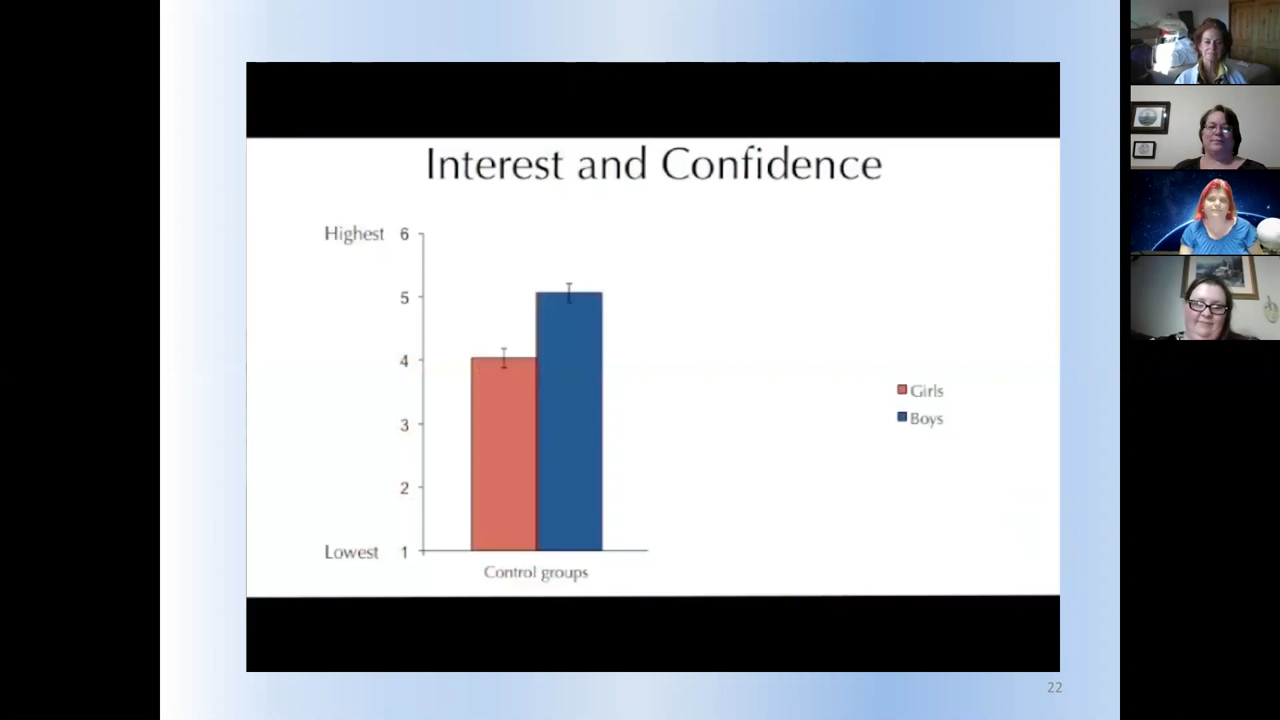 Interest and Confidence
Highest 6
5
4
3
2
Lowest 1
Control groups
Girls
Boys
22